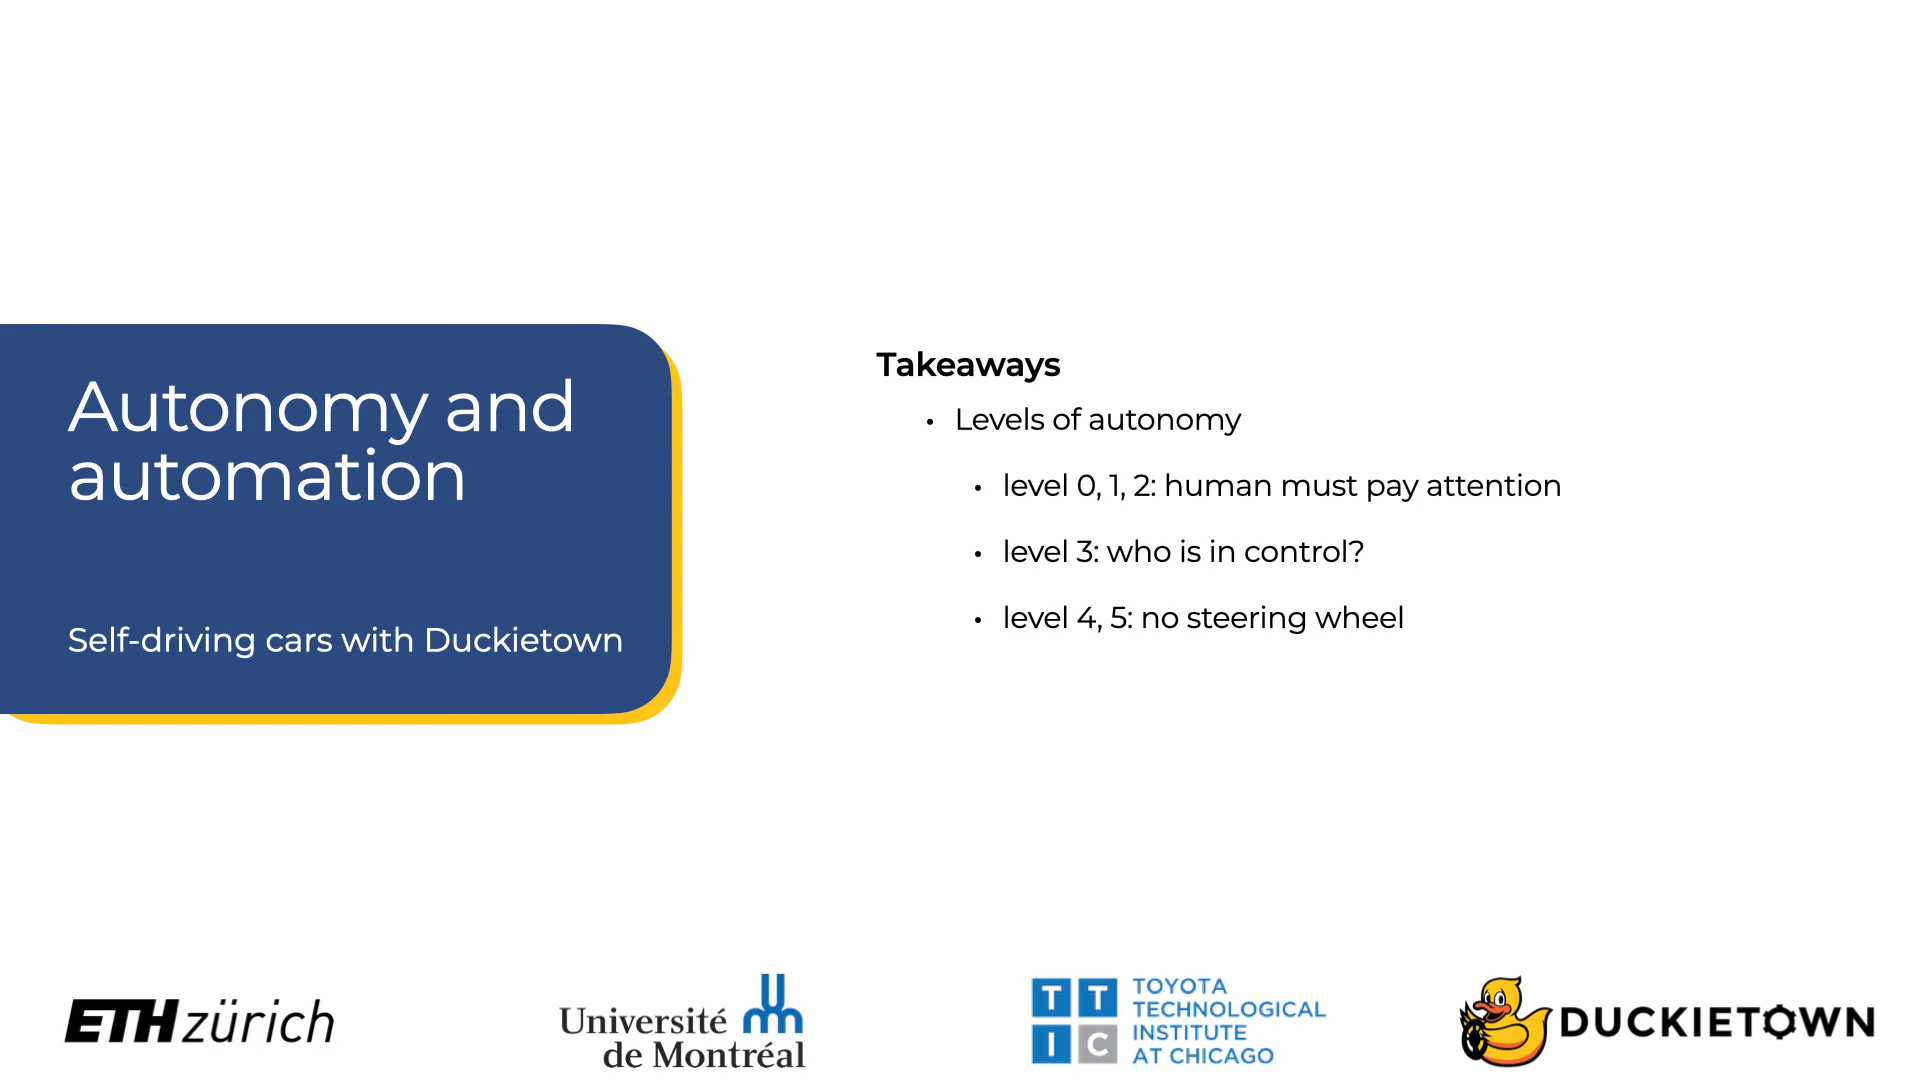 Autonomy and
automation
Self-driving cars with Duckietown
Takeaways
• Levels of autonomy
• level 0, 1, 2: human must pay attention
• level 3: who is in control?
• level 4, 5: no steering wheel
ETH zürich
Université
de Montréal
TTIC
TOYOTA
TECHNOLOGICAL
INSTITUTE
AT CHICAGO
DUCKIETOWN